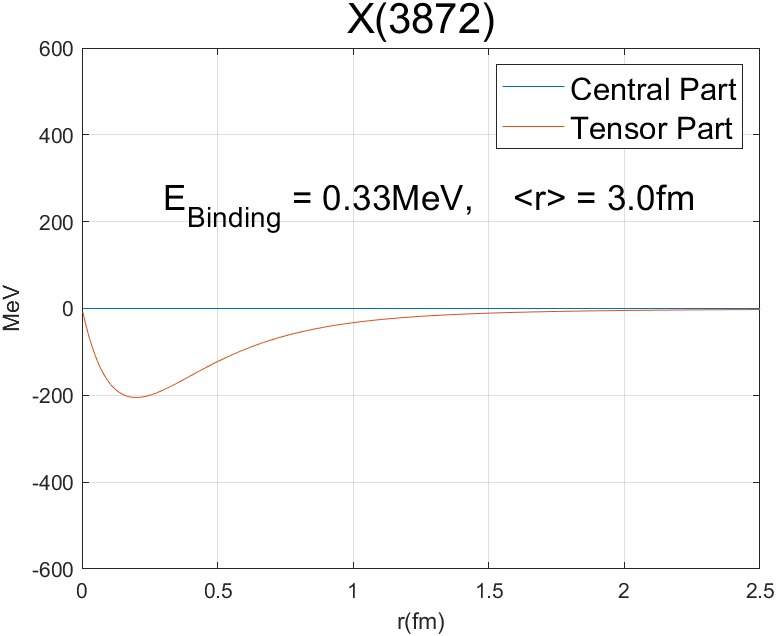 X(3872)
600
400
200
0
-200
-400
-600
MeV
Central Part
Tensor Part
E_Binding = 0.33MeV, <r> = 3.0fm
0 0.5 1 1.5 2 2.5
r(fm)